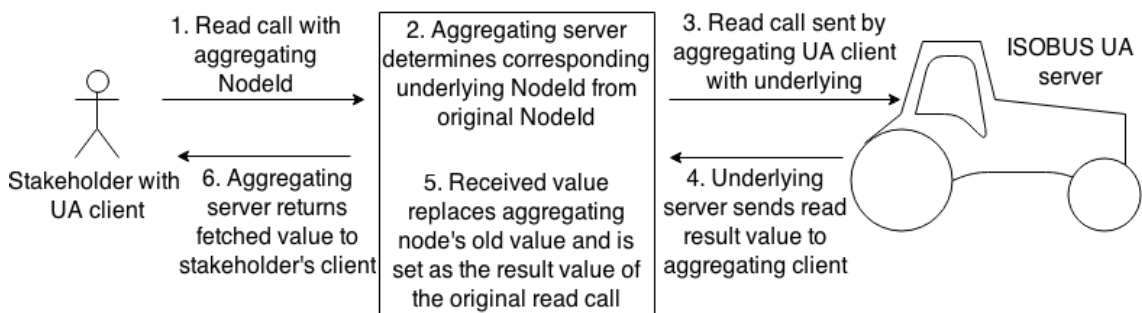 1. Read call with
aggregating
NodeId
2. Aggregating server
determines corresponding
underlying NodeId from
original NodeId
3. Read call sent by
aggregating UA client
with underlying
ISOBUS UA
server
Stakeholder with
UA client
6. Aggregating
server returns
fetched value to
stakeholder's client
5. Received value
replaces aggregating
node's old value and is
set as the result value of
the original read call
4. Underlying
server sends read
result value to
aggregating client